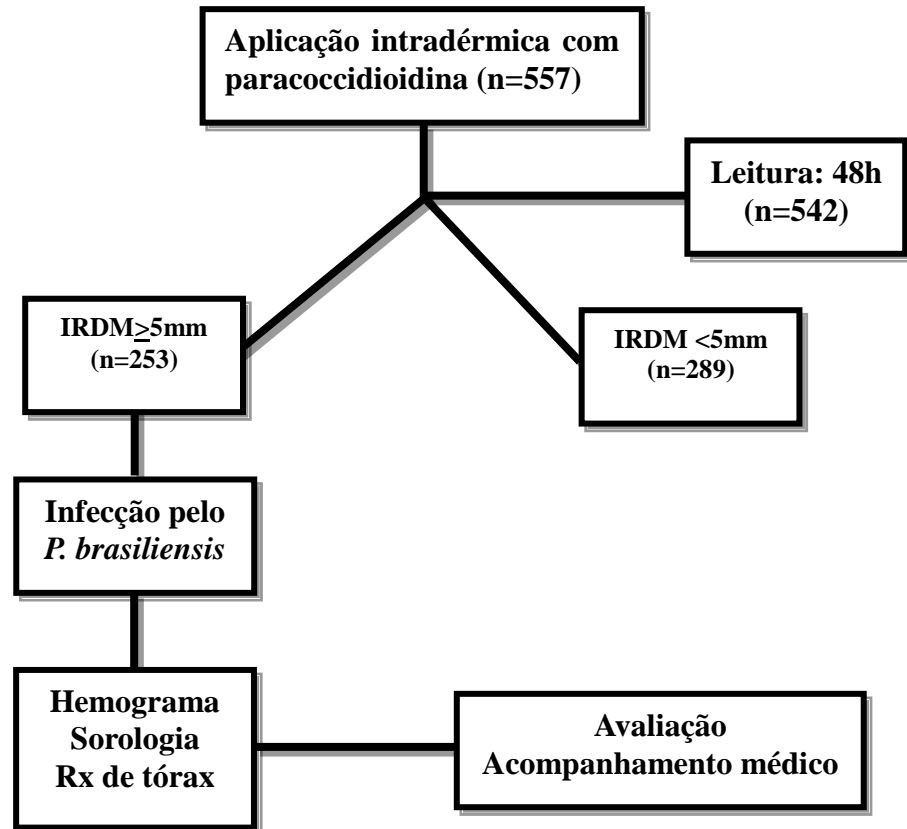 Aplicação intradérmica com
paracoccidioidina (n=557)
Leitura: 48h
(n=542)
IRDM≥5mm
(n=253)
IRDM <5mm
(n=289)
Infecção pelo
P. brasiliensis
Hemograma
Sorologia
Rx de tórax
Avaliação
Acompanhamento médico